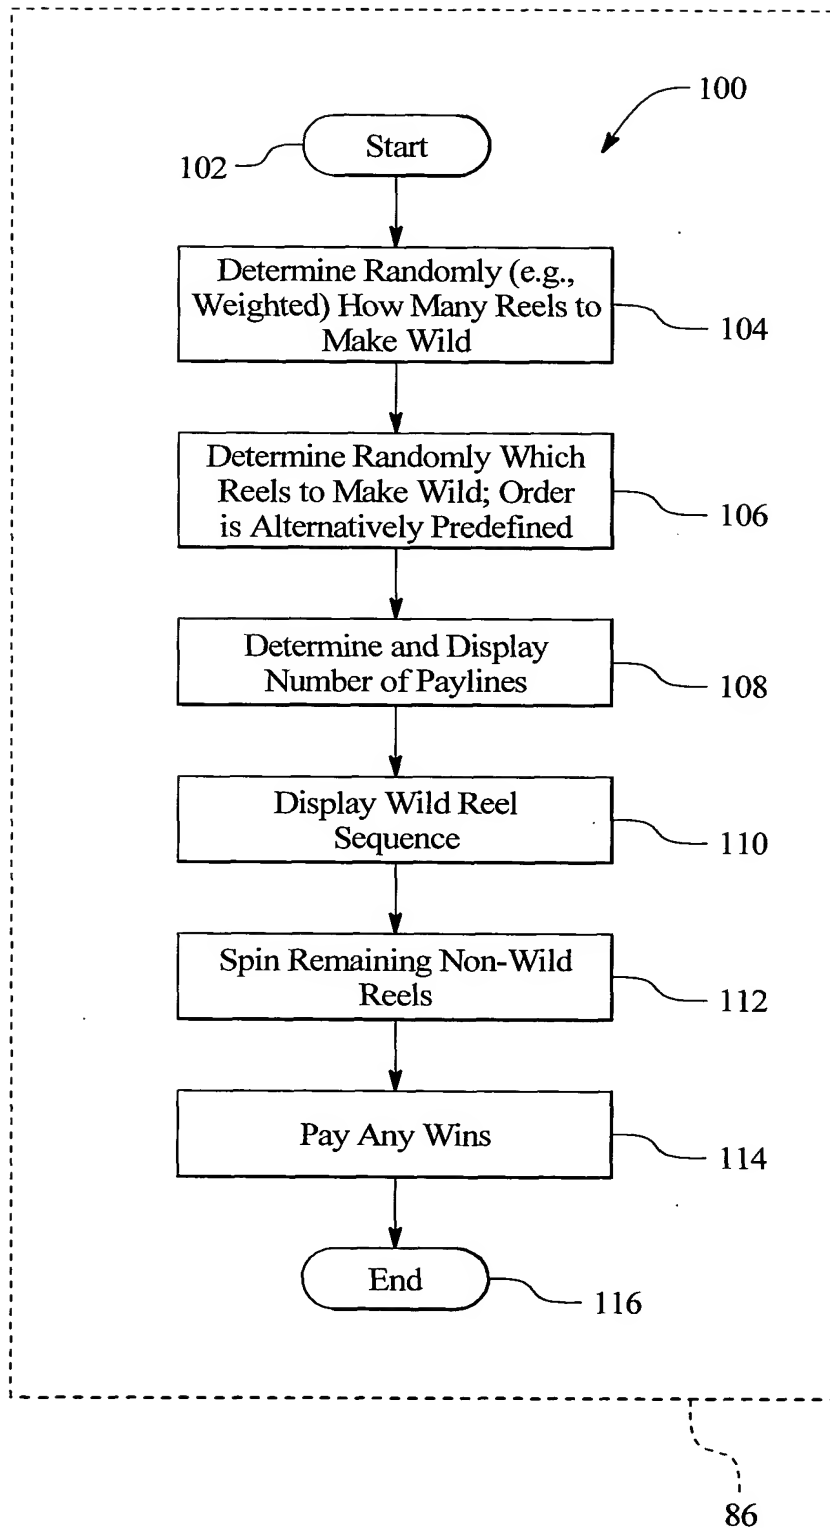 100
Start
102
Determine Randomly (e.g.,
Weighted) How Many Reels to
Make Wild
104
Determine Randomly Which
Reels to Make Wild; Order
is Alternatively Predefined
106
Determine and Display
Number of Paylines
108
Display Wild Reel
Sequence
110
Spin Remaining Non-Wild
Reels
112
Pay Any Wins
114
End
116
86